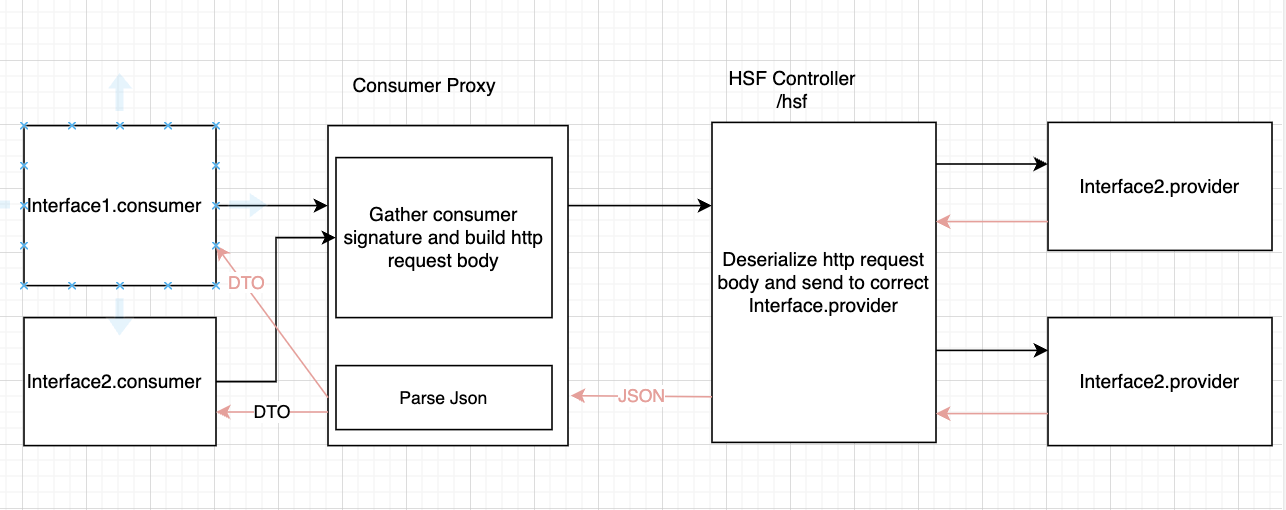 Consumer Proxy
HSF Controller
/hsf
Interface1.consumer
Gather consumer
signature and build http
request body
Interface2.provider
DTO
Deserialize http request
body and send to correct
Interface.provider
Interface2.consumer
DTO
Parse Json
JSON
Interface2.provider